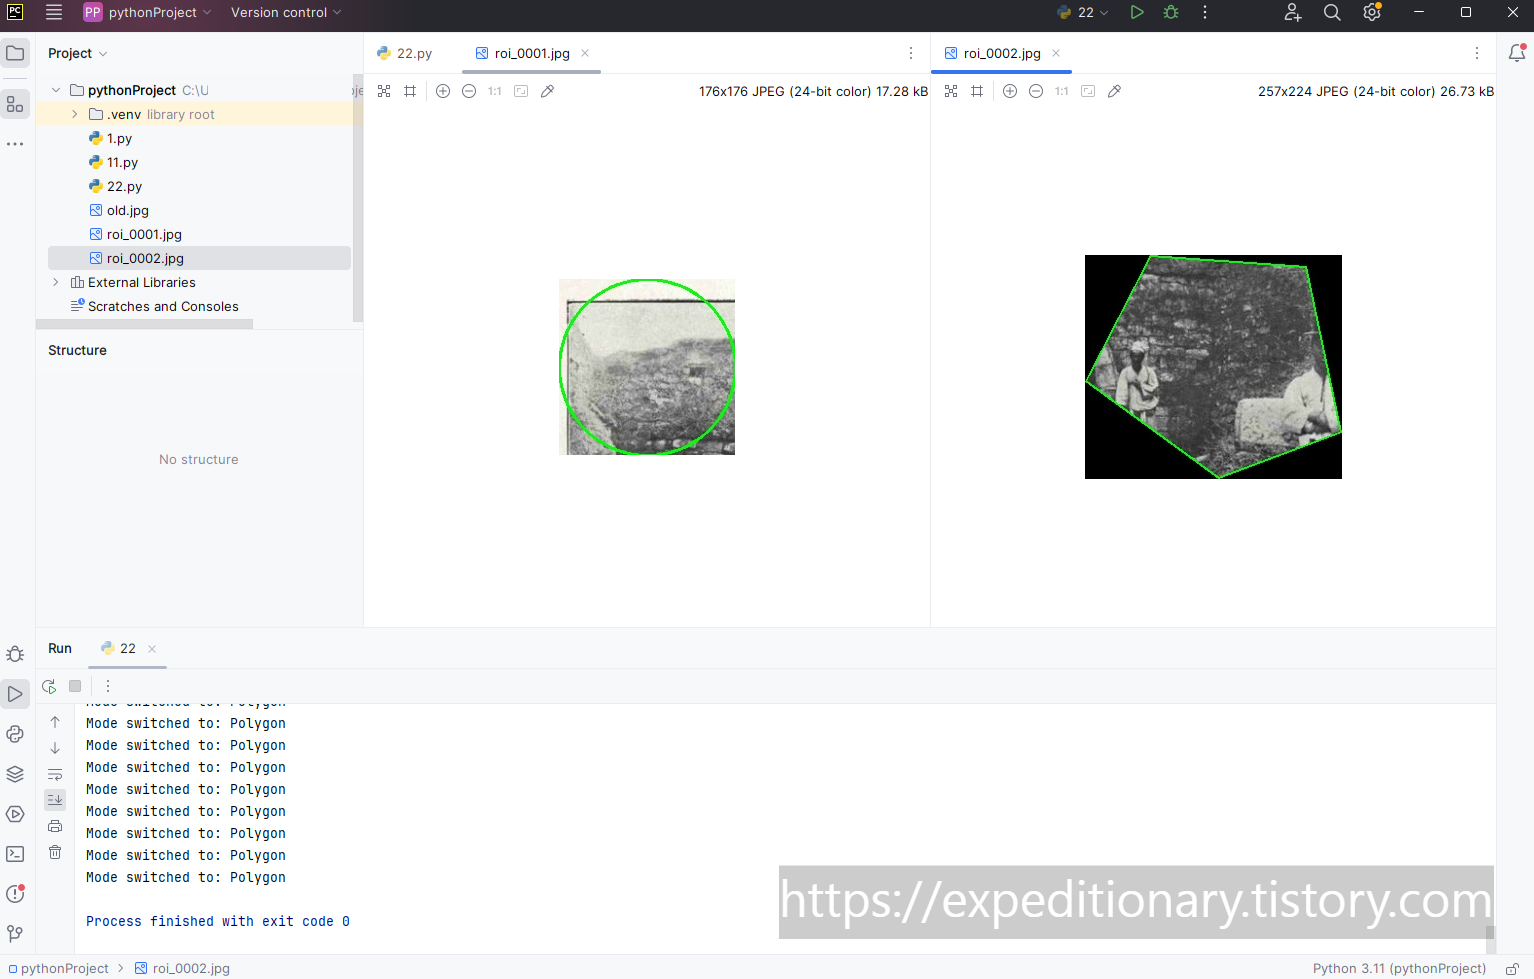 PC
PP pythonProject
Version control
22
Project
pythonProject C:\U
.venv library root
1.py
11.py
22.py
old.jpg
roi_0001.jpg
roi_0002.jpg
External Libraries
Scratches and Consoles
Structure
No structure
22.py
roi_0001.jpg
1:1
176x176 JPEG (24-bit color) 17.28 kB
roi_0002.jpg
1:1
257x224 JPEG (24-bit color) 26.73 kB
Run
22
Mode switched to: Polygon
Mode switched to: Polygon
Mode switched to: Polygon
Mode switched to: Polygon
Mode switched to: Polygon
Mode switched to: Polygon
Mode switched to: Polygon
Mode switched to: Polygon
Mode switched to: Polygon
Process finished with exit code 0
https://expeditionary.tistory.com
pythonProject > roi_0002.jpg
Python 3.11 (pythonProject)